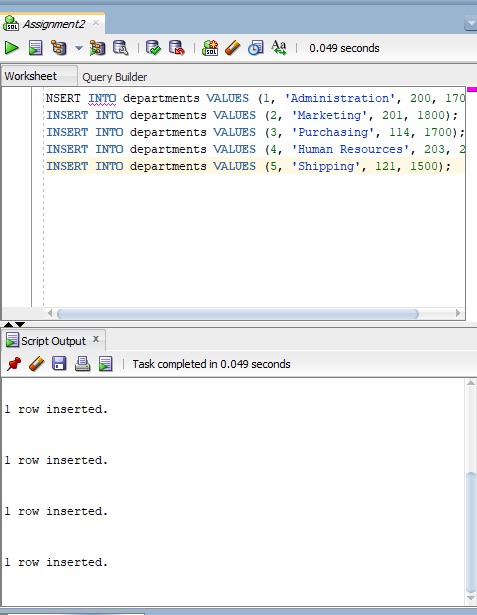 Assignment2
0.049 seconds
Worksheet Query Builder
NSERT INTO departments VALUES (1, 'Administration', 200, 170
INSERT INTO departments VALUES (2, 'Marketing', 201, 1800);
INSERT INTO departments VALUES (3, 'Purchasing', 114, 1700);
INSERT INTO departments VALUES (4, 'Human Resources', 203, 2
INSERT INTO departments VALUES (5, 'Shipping', 121, 1500);
Script Output
Task completed in 0.049 seconds
1 row inserted.
1 row inserted.
1 row inserted.
1 row inserted.